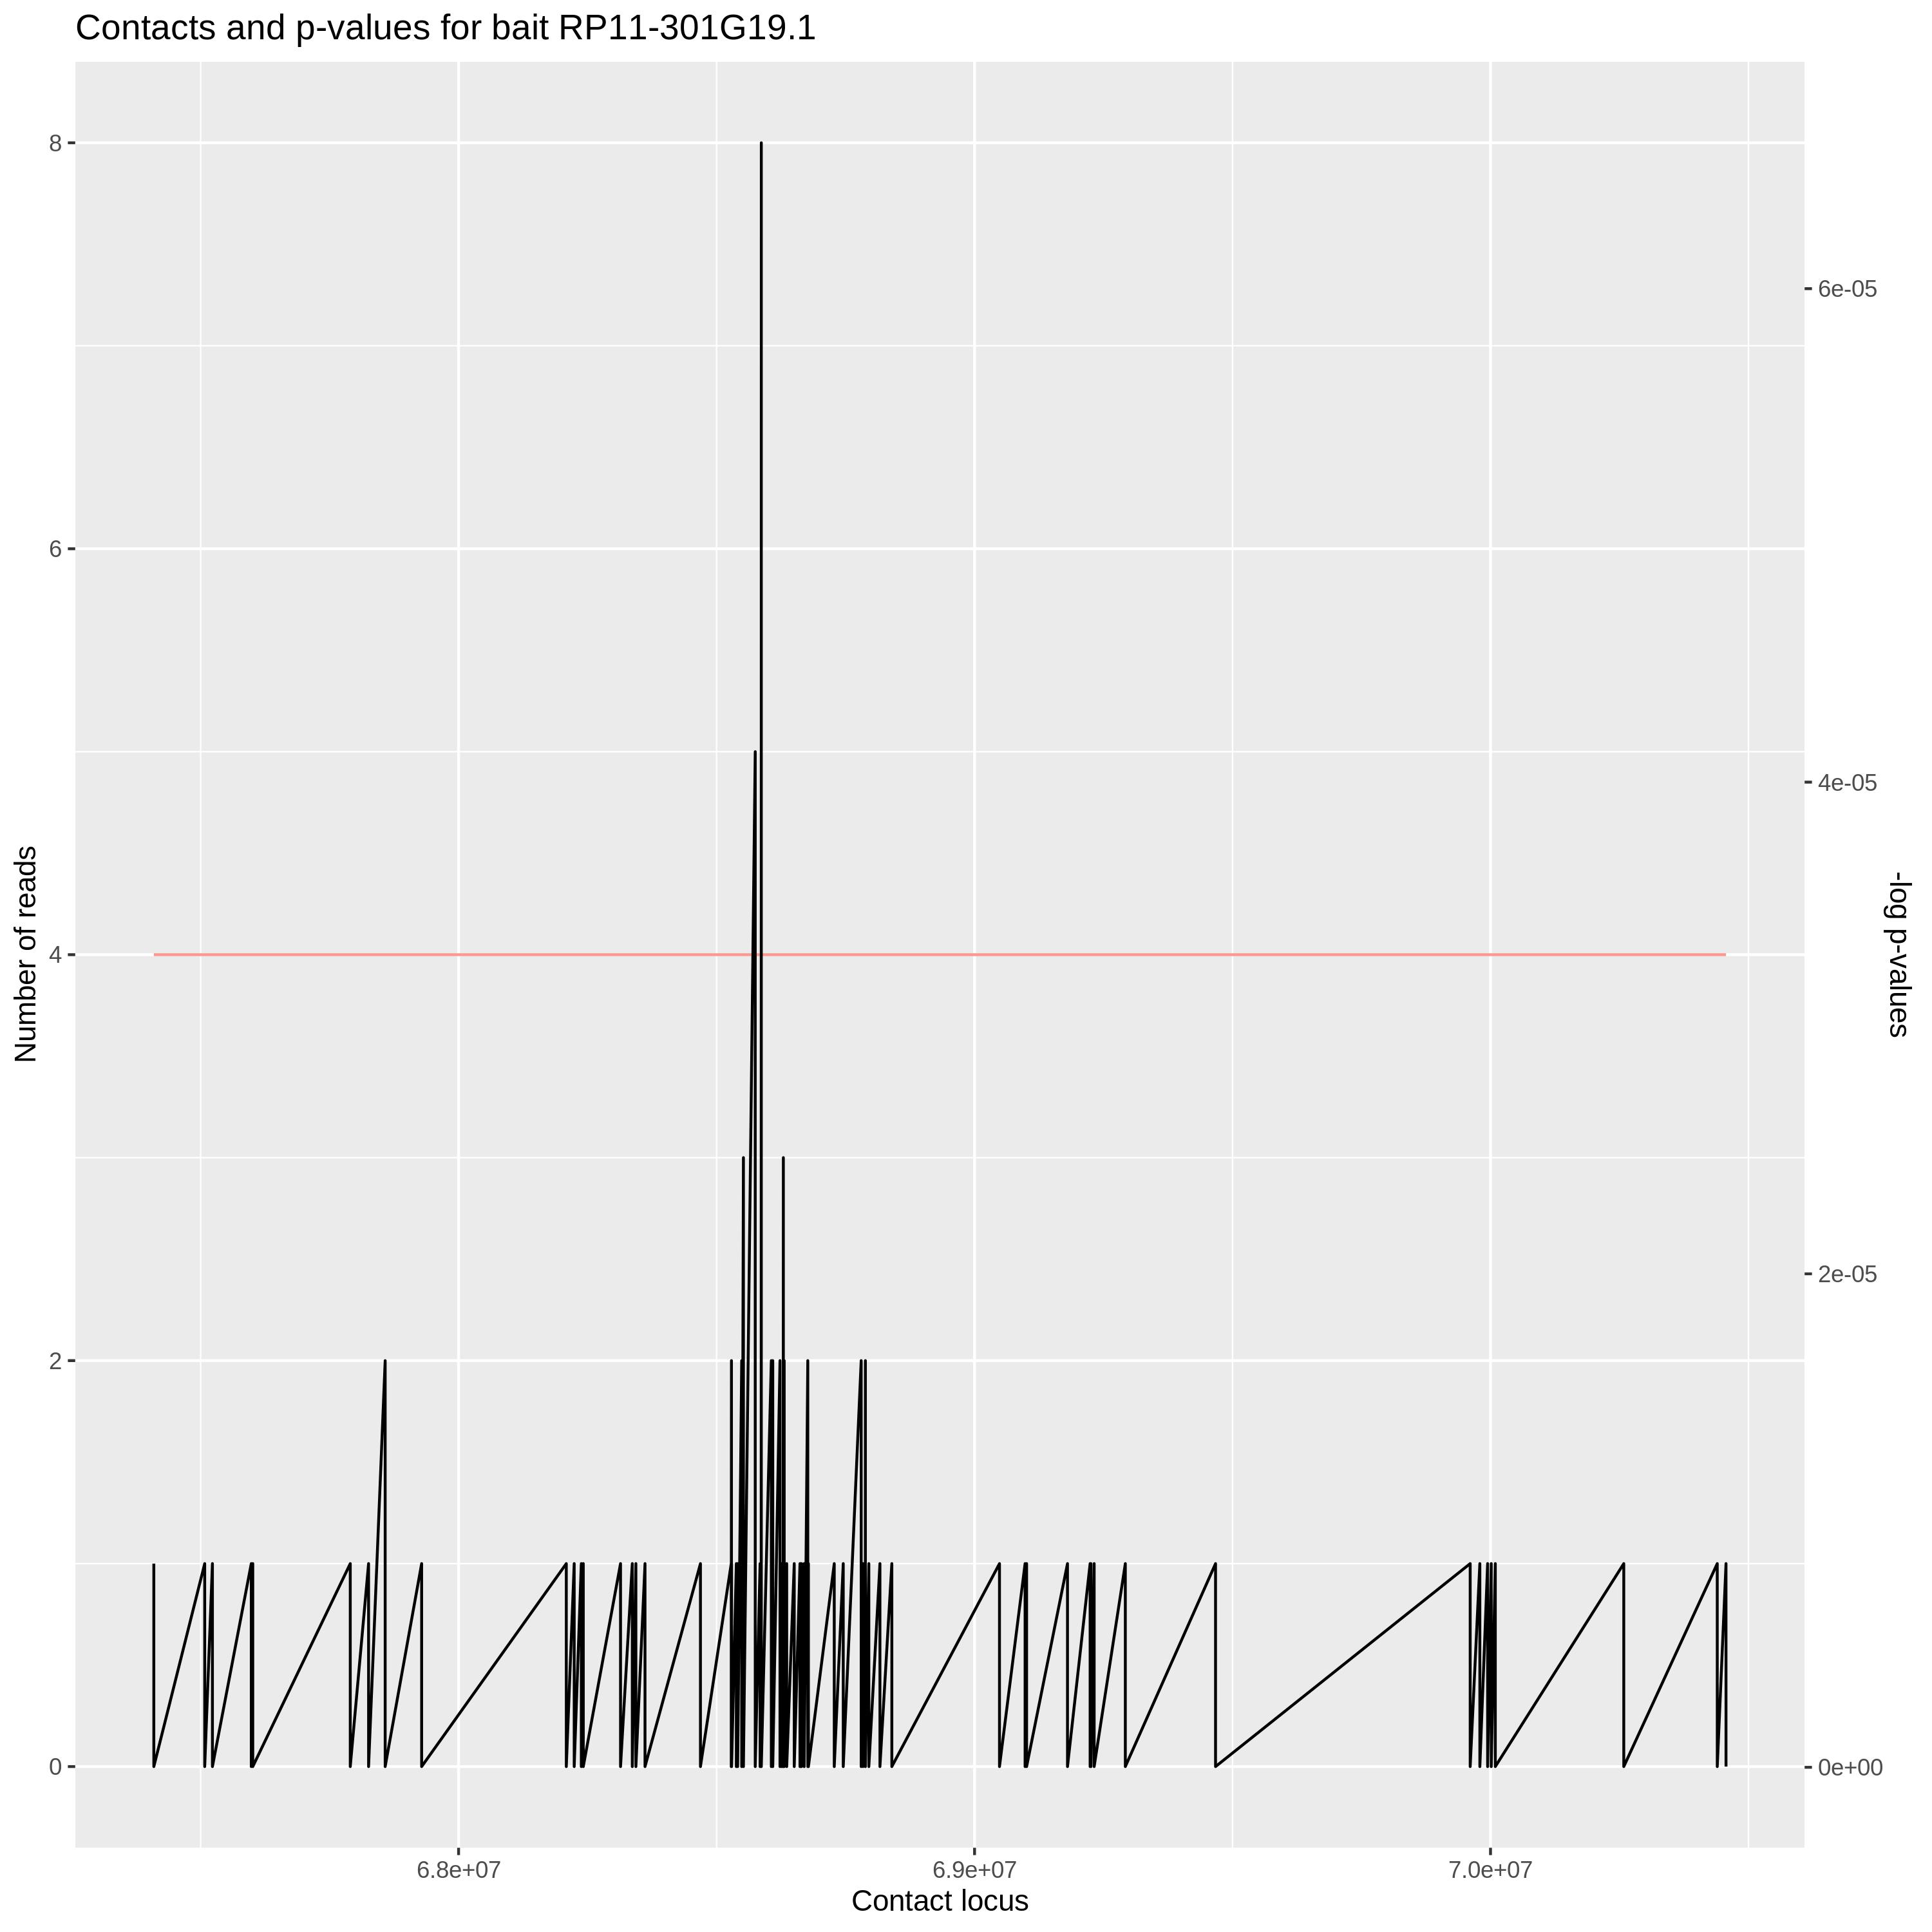 Contacts and p-values for bait RP11-301G19.1
8
6
4
2
0
Number of reads
6e-05
4e-05
2e-05
0e+00
-log p-values
6.8e+07 6.9e+07 7.0e+07
Contact locus